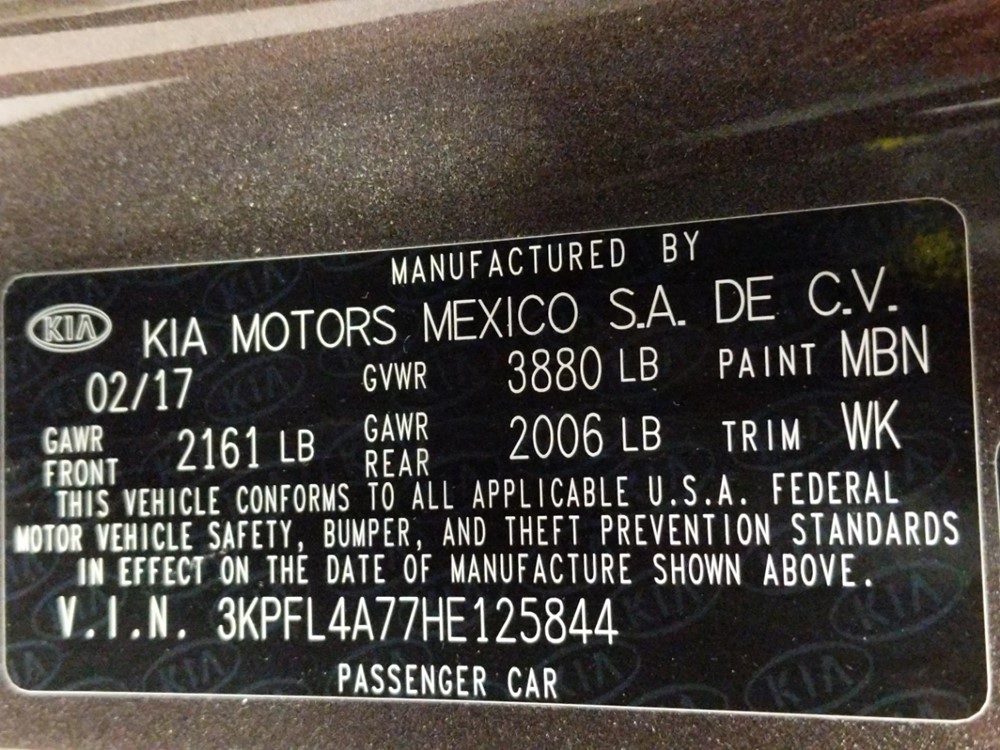 MANUFACTURED BY
KIA KIA MOTORS MEXICO S.A. DE C.V.
02/17 GVWR 3880 LB PAINT MBN
GAWR FRONT 2161 LB GAWR REAR 2006 LB TRIM WK
THIS VEHICLE CONFORMS TO ALL APPLICABLE U.S.A. FEDERAL
MOTOR VEHICLE SAFETY, BUMPER, AND THEFT PREVENTION STANDARDS
IN EFFECT ON THE DATE OF MANUFACTURE SHOWN ABOVE.
V.I.N. 3KPFL4A77HE125844
PASSENGER CAR